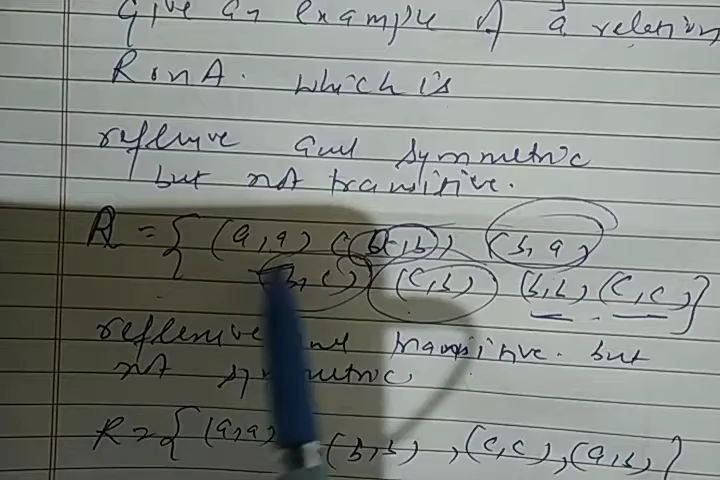 Give an example of a relation
R on A. which is
reflexive and symmetric
but not transitive.
R = { (a,a) (a,b) (b,a)
(b,c) (c,b) (b,b) (c,c) }
reflexive and transitive. but
not symmetric
R = { (a,a) (b,b) , (c,c) , (a,b) }